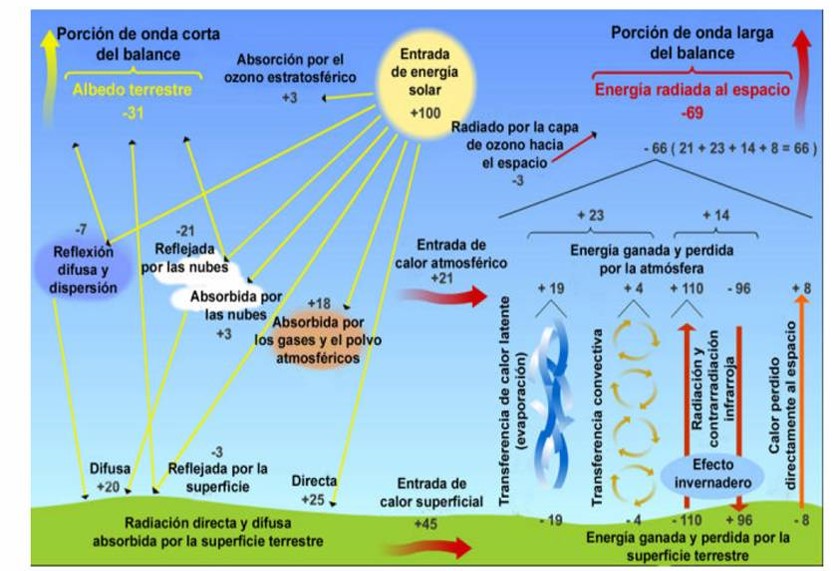 Porción de onda corta
del balance
Albedo terrestre
-31
Absorción por el
ozono estratosférico
+3
Entrada
de energía
solar
+100
Porción de onda larga
del balance
Energía radiada al espacio
-69
Radiado por la capa
de ozono hacia
el espacio
-3
- 66 ( 21 + 23 + 14 + 8 = 66 )
-7
Reflexión
difusa y
dispersión
-21
Reflejada
por las nubes
Absorbida por
las nubes
+3
+18
Absorbida por
los gases y el polvo
atmosféricos
Entrada de
calor atmosférico
+21
+ 23
+ 14
Energía ganada y perdida
por la atmósfera
+ 19
+ 4
+ 110
- 96
+ 8
Transferencia de calor latente
(evaporación)
Transferencia convectiva
Radiación y
contrarradiación
infrarroja
Calor perdido
directamente al espacio
Efecto
invernadero
Difusa
+20
-3
Reflejada por la
superficie
Directa
+25
Entrada de
calor superficial
+45
Radiación directa y difusa
absorbida por la superficie terrestre
- 19
- 4
- 110
+ 96
- 8
Energía ganada y perdida por la
superficie terrestre